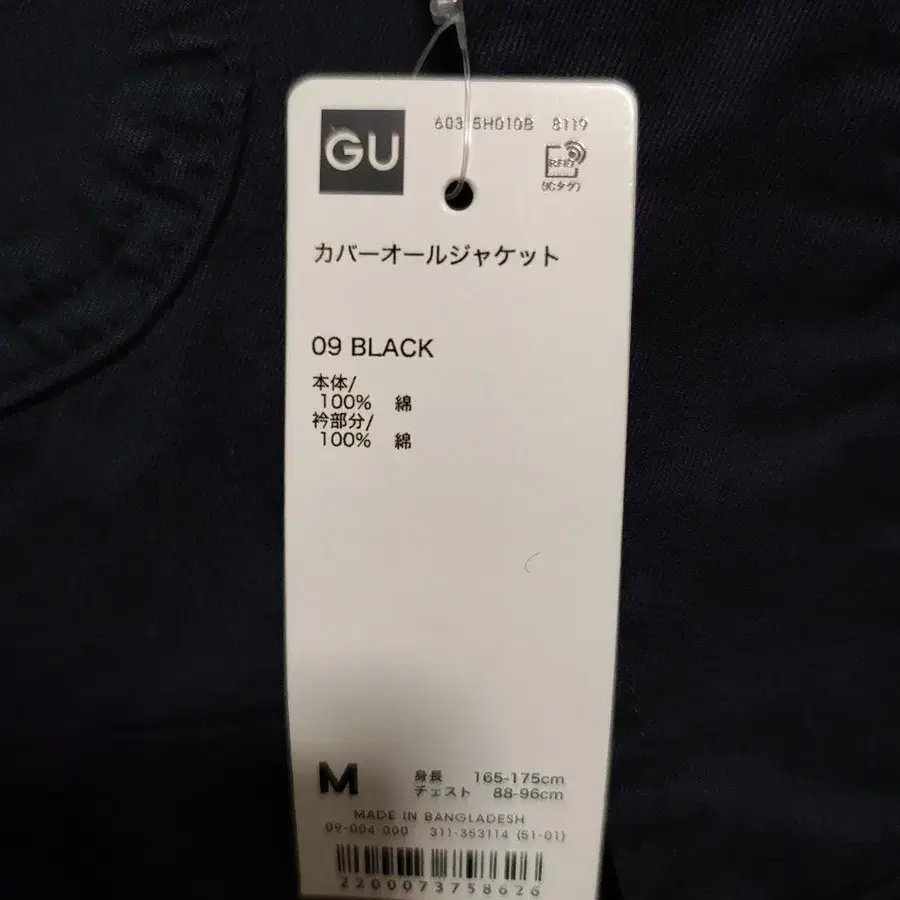 GU
8119
RFID
(ICタグ)
カバーオールジャケット
09 BLACK
本体/
100% 綿
衿部分/
100% 綿
M 身長 165-175cm
チェスト 88-96cm
MADE IN BANGLADESH
09-004-000 311-353114 (51-01)
2200073758626